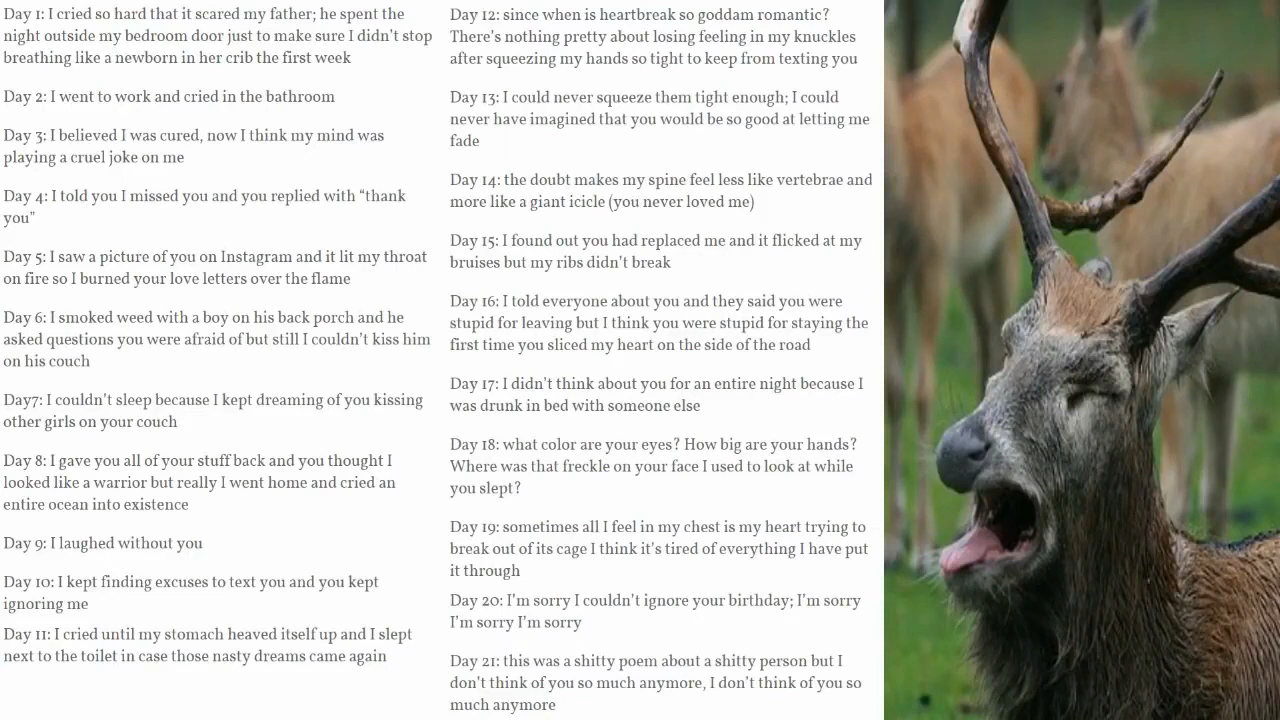 Day 1: I cried so hard that it scared my father; he spent the
night outside my bedroom door just to make sure I didn't stop
breathing like a newborn in her crib the first week
Day 2: I went to work and cried in the bathroom
Day 3: I believed I was cured, now I think my mind was
playing a cruel joke on me
Day 4: I told you I missed you and you replied with “thank
you”
Day 5: I saw a picture of you on Instagram and it lit my throat
on fire so I burned your love letters over the flame
Day 6: I smoked weed with a boy on his back porch and he
asked questions you were afraid of but still I couldn't kiss him
on his couch
Day7: I couldn't sleep because I kept dreaming of you kissing
other girls on your couch
Day 8: I gave you all of your stuff back and you thought I
looked like a warrior but really I went home and cried an
entire ocean into existence
Day 9: I laughed without you
Day 10: I kept finding excuses to text you and you kept
ignoring me
Day 11: I cried until my stomach heaved itself up and I slept
next to the toilet in case those nasty dreams came again
Day 12: since when is heartbreak so goddam romantic?
There's nothing pretty about losing feeling in my knuckles
after squeezing my hands so tight to keep from texting you
Day 13: I could never squeeze them tight enough; I could
never have imagined that you would be so good at letting me
fade
Day 14: the doubt makes my spine feel less like vertebrae and
more like a giant icicle (you never loved me)
Day 15: I found out you had replaced me and it flicked at my
bruises but my ribs didn't break
Day 16: I told everyone about you and they said you were
stupid for leaving but I think you were stupid for staying the
first time you sliced my heart on the side of the road
Day 17: I didn't think about you for an entire night because I
was drunk in bed with someone else
Day 18: what color are your eyes? How big are your hands?
Where was that freckle on your face I used to look at while
you slept?
Day 19: sometimes all I feel in my chest is my heart trying to
break out of its cage I think it's tired of everything I have put
it through
Day 20: I'm sorry I couldn't ignore your birthday; I'm sorry
I'm sorry I'm sorry
Day 21: this was a shitty poem about a shitty person but I
don't think of you so much anymore, I don't think of you so
much anymore